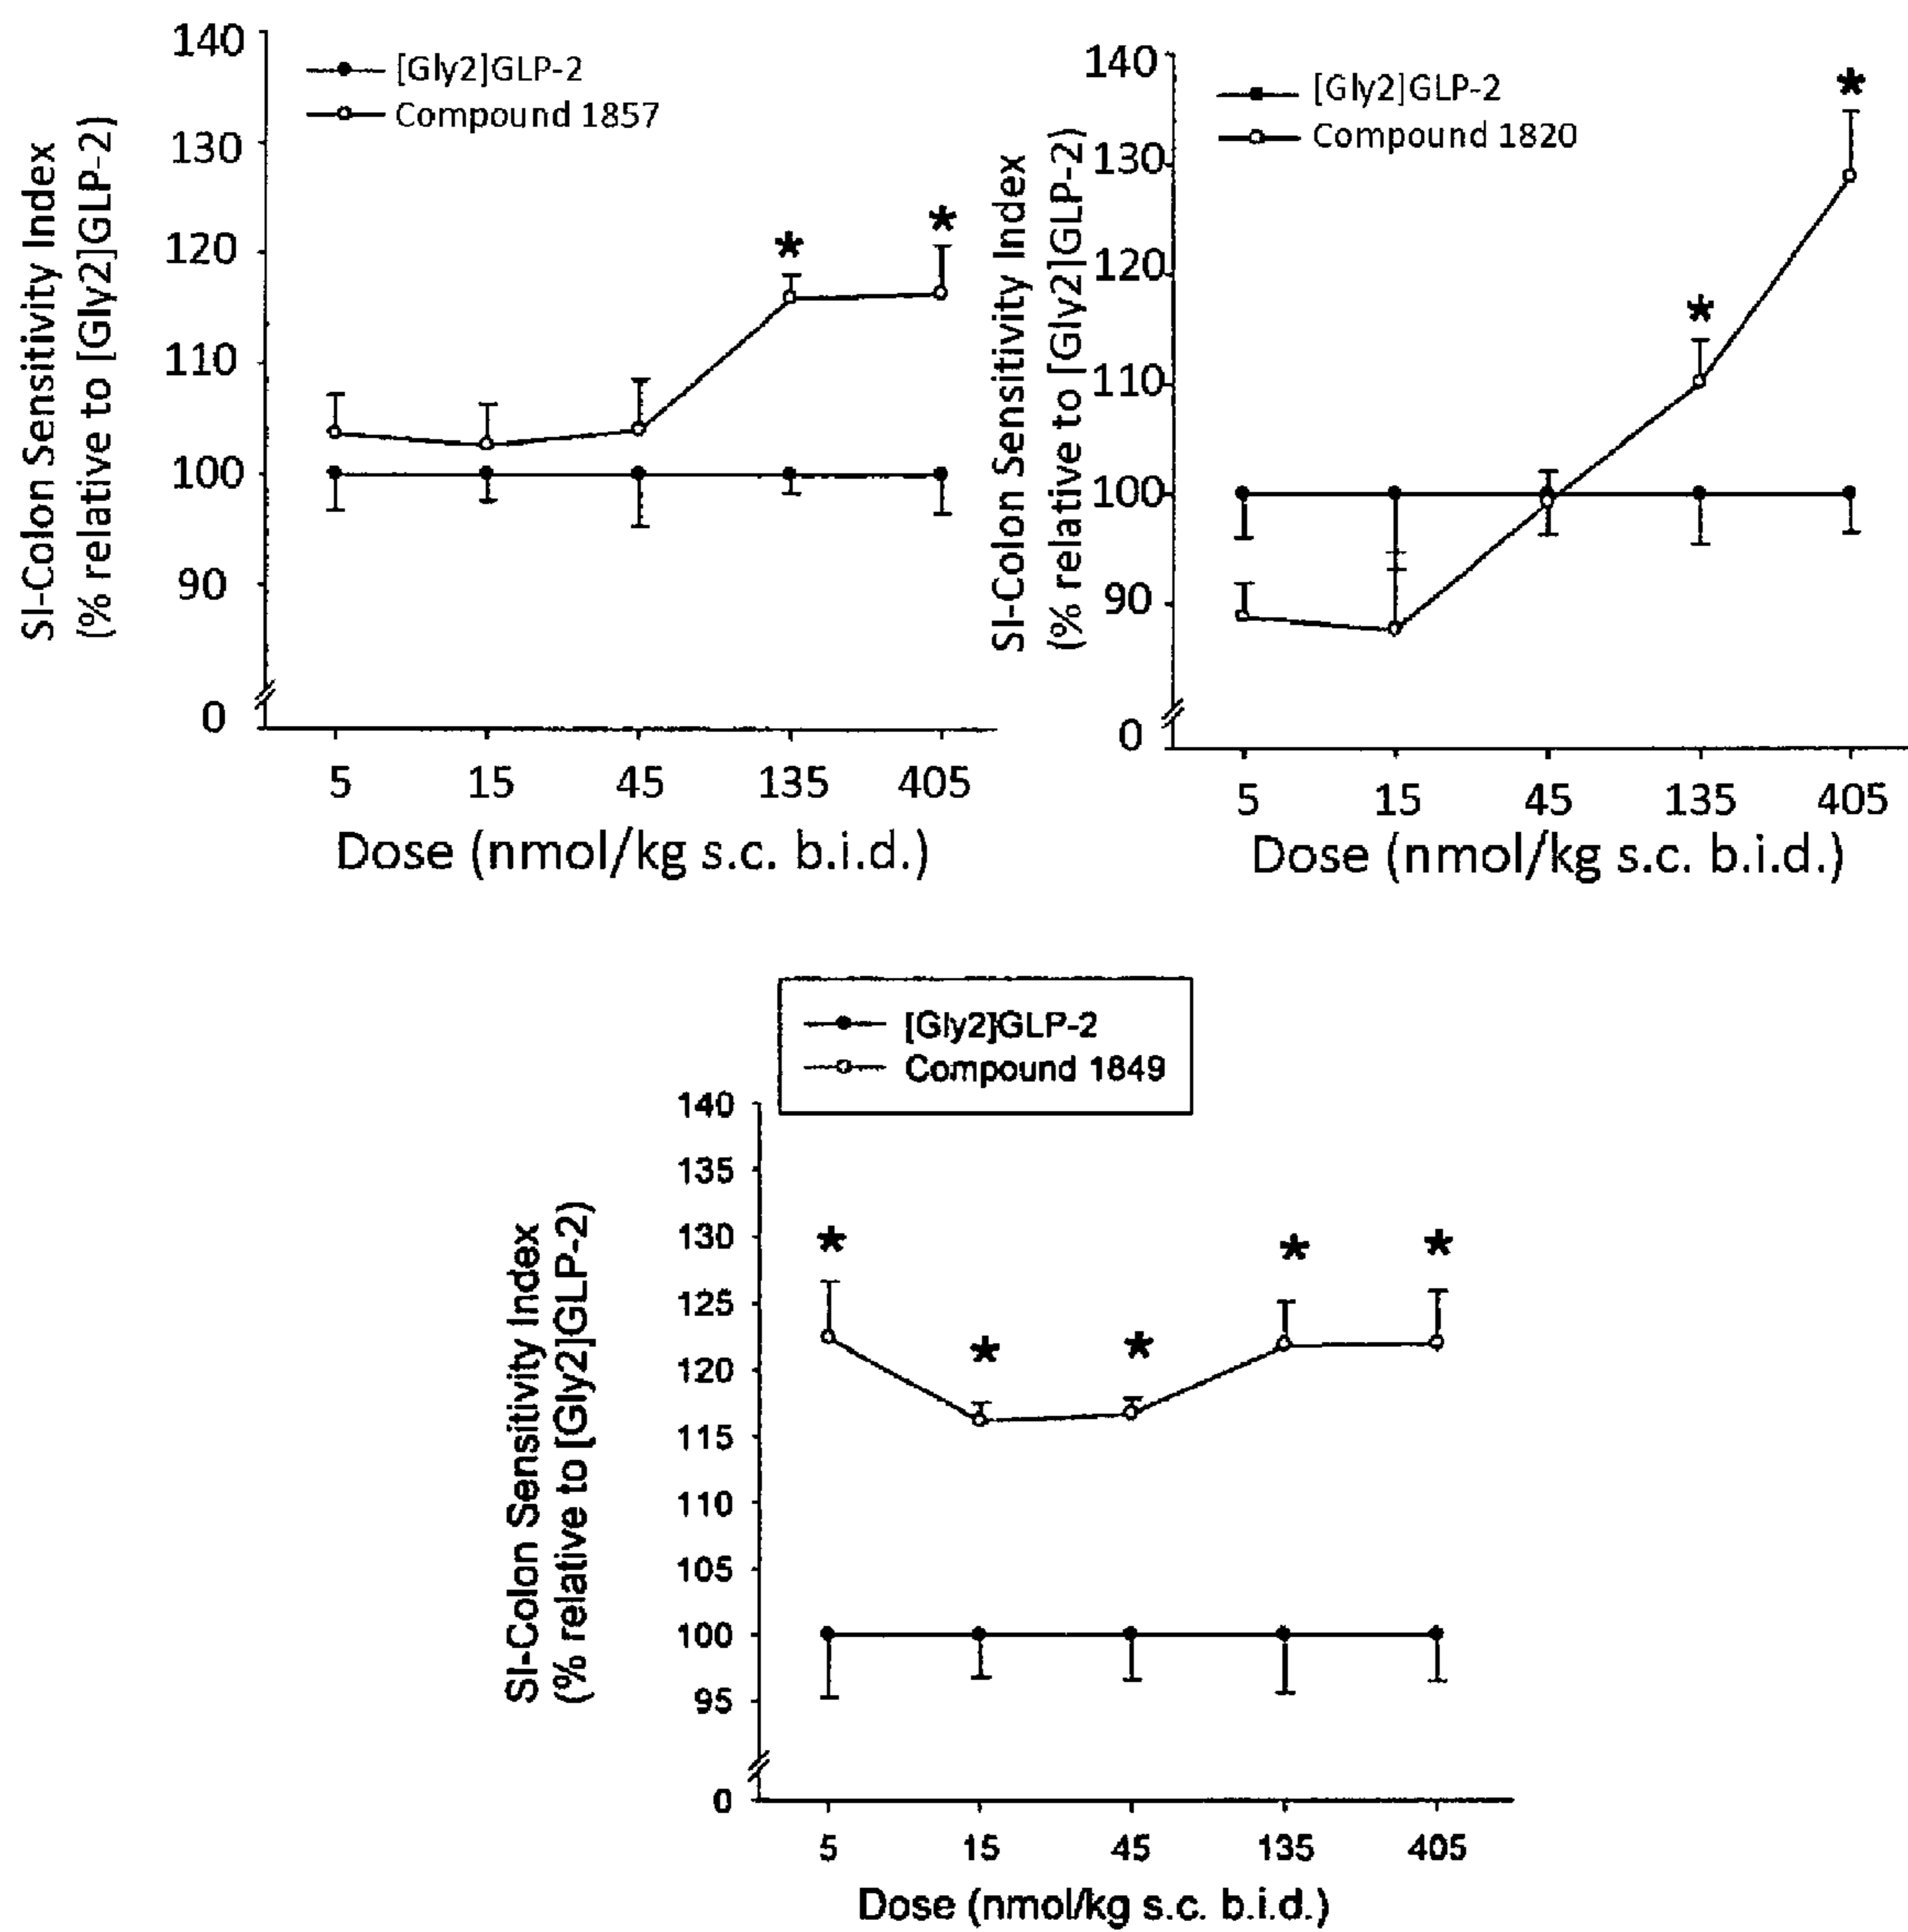 SI-Colon Sensitivity Index
(% relative to [Gly2]GLP-2)
[Gly2]GLP-2
Compound 1857
140
130
120
110
100
90
0
5 15 45 135 405
Dose (nmol/kg s.c. b.i.d.)
*
*
SI-Colon Sensitivity Index
(% relative to [Gly2]GLP-2)
[Gly2]GLP-2
Compound 1820
140
130
120
110
100
90
0
5 15 45 135 405
Dose (nmol/kg s.c. b.i.d.)
*
*
[Gly2]GLP-2
Compound 1849
SI-Colon Sensitivity Index
(% relative to [Gly2]GLP-2)
140
135
130
125
120
115
110
105
100
95
0
* * * * *
5 15 45 135 405
Dose (nmol/kg s.c. b.i.d.)